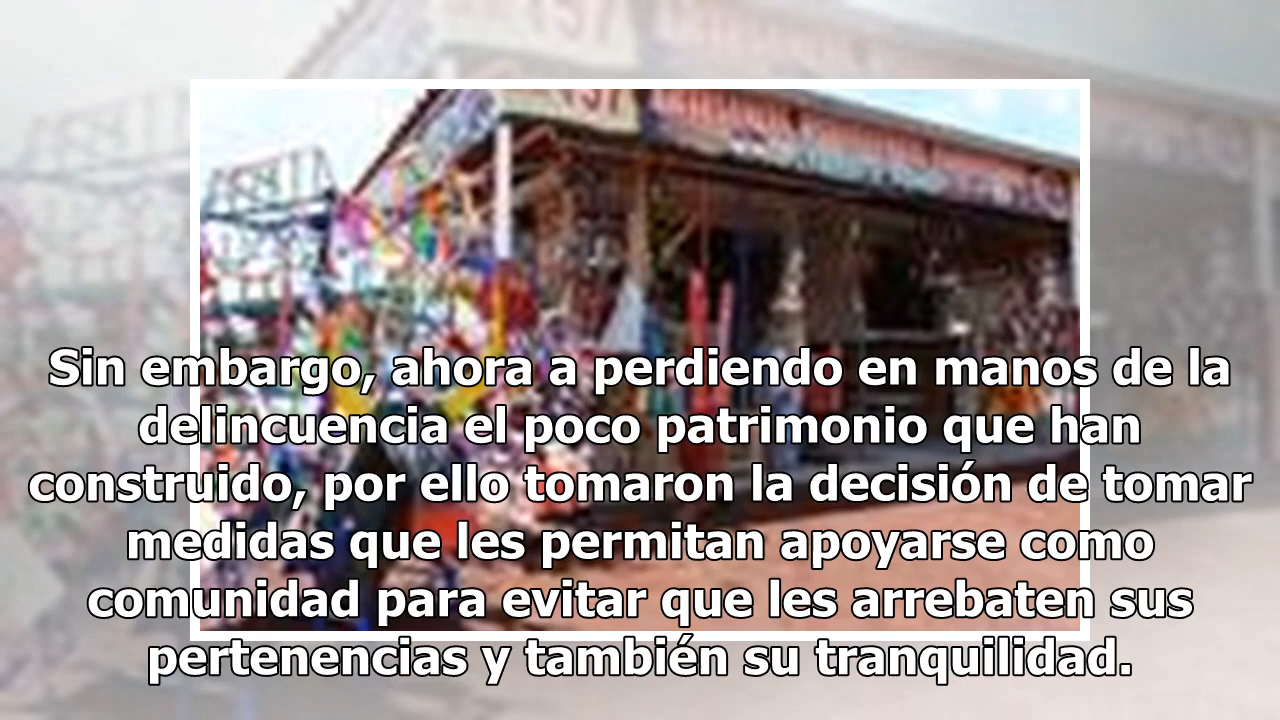 Sin embargo, ahora a perdiendo en manos de la
delincuencia el poco patrimonio que han
construido, por ello tomaron la decisión de tomar
medidas que les permitan apoyarse como
comunidad para evitar que les arrebaten sus
pertenencias y también su tranquilidad.